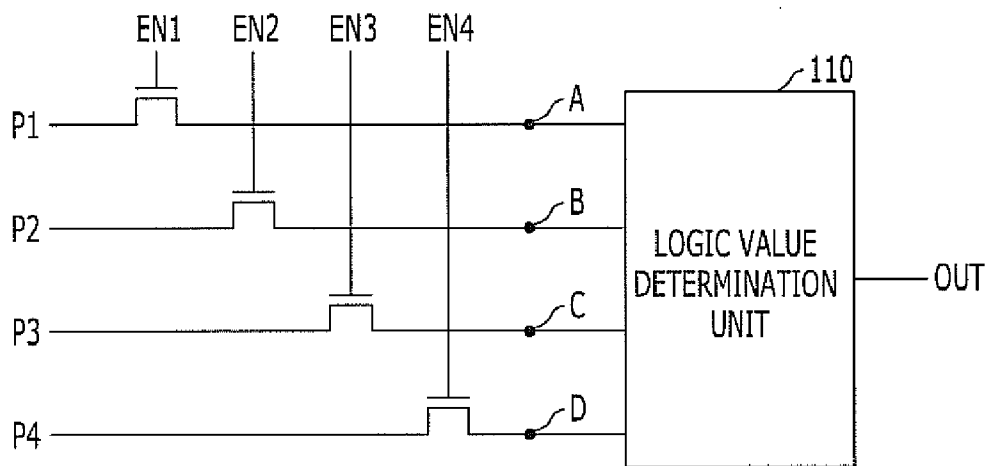 EN1 EN2 EN3 EN4
110
P1 A
P2 B
P3 C
P4 D
LOGIC VALUE
DETERMINATION
UNIT
OUT